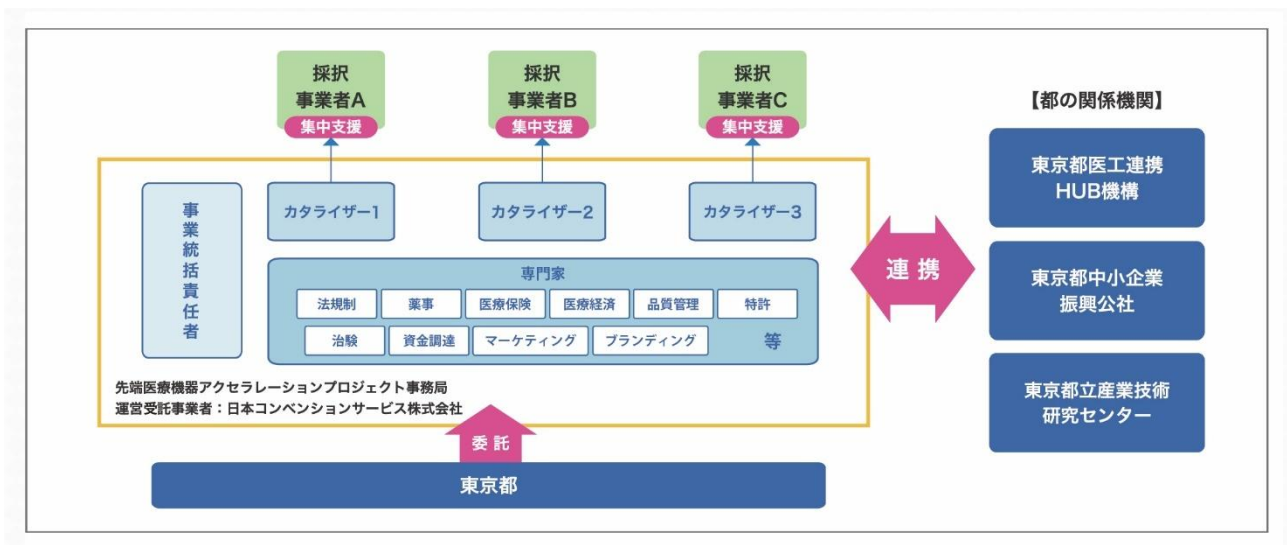 採択
事業者A
集中支援
採択
事業者B
集中支援
採択
事業者C
集中支援
【都の関係機関】
東京都医工連携
HUB機構
東京都中小企業
振興公社
東京都立産業技術
研究センター
事業統括責任者
カタライザー1
カタライザー2
カタライザー3
連携
専門家
法規制
薬事
医療保険
医療経済
品質管理
特許
治験
資金調達
マーケティング
ブランディング
等
先端医療機器アクセラレーションプロジェクト事務局
運営受託事業者：日本コンベンションサービス株式会社
委託
東京都